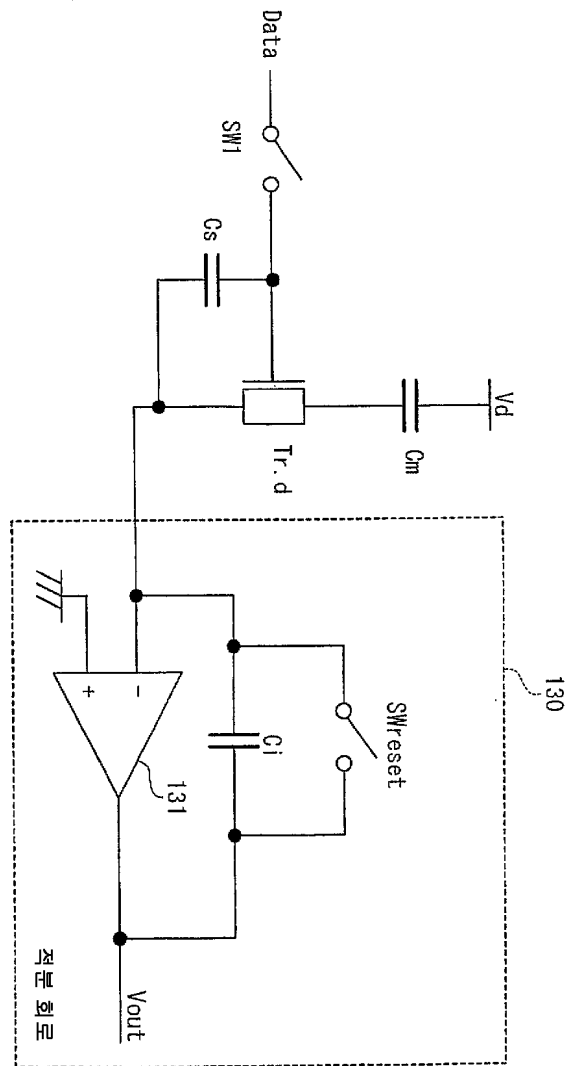 Data
SW1
Cs
Vd
Cm
Tr.d
130
SWreset
Ci
-
+
131
Vout
적분 회로